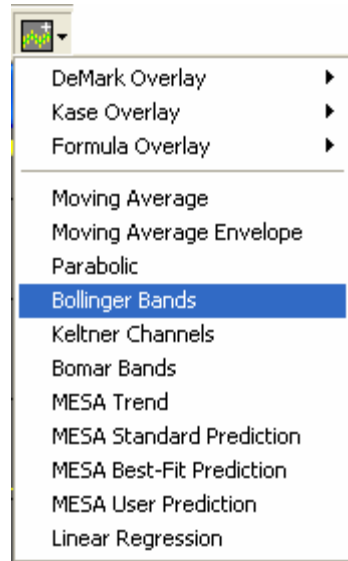 DeMark Overlay
Kase Overlay
Formula Overlay
Moving Average
Moving Average Envelope
Parabolic
Bollinger Bands
Keltner Channels
Bomar Bands
MESA Trend
MESA Standard Prediction
MESA Best-Fit Prediction
MESA User Prediction
Linear Regression